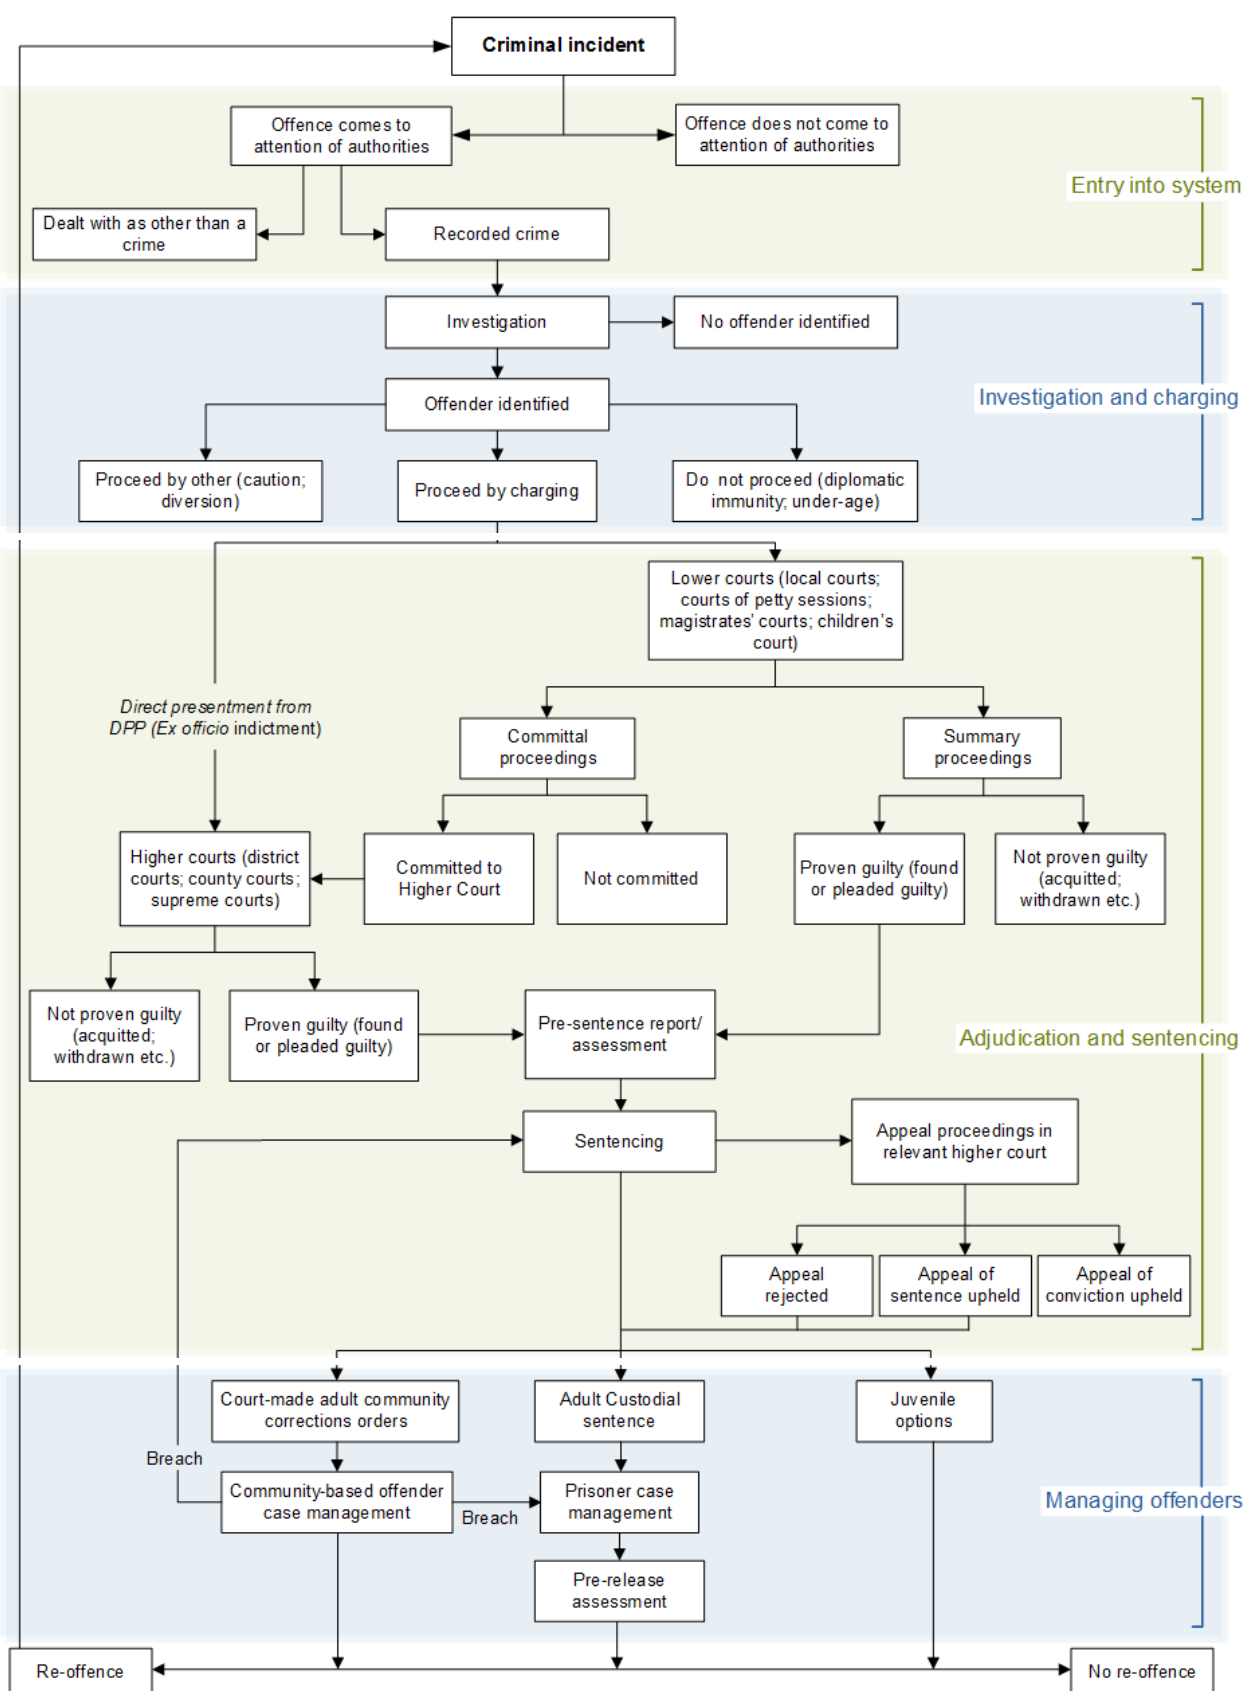 Criminal incident
Offence comes to
attention of authorities
Offence does not come to
attention of authorities
Entry into system
Dealt with as other than a
crime
Recorded crime
Investigation
No offender identified
Investigation and charging
Offender identified
Proceed by other (caution;
diversion)
Proceed by charging
Do  not proceed (diplomatic
immunity; under-age)
Lower courts (local courts;
courts of petty sessions;
magistrates' courts; children's
court)
Direct presentment from
DPP (Ex officio indictment)
Committal
proceedings
Summary
proceedings
Higher courts (district
courts; county courts;
supreme courts)
Committed to
Higher Court
Not committed
Proven guilty (found
or pleaded guilty)
Not proven guilty
(acquitted;
withdrawn etc.)
Not proven guilty
(acquitted;
withdrawn etc.)
Proven guilty (found
or pleaded guilty)
Pre-sentence report/
assessment
Adjudication and sentencing
Sentencing
Appeal proceedings in
relevant higher court
Appeal
rejected
Appeal of
sentence upheld
Appeal of
conviction upheld
Court-made adult community
corrections orders
Adult Custodial
sentence
Juvenile
options
Breach
Community-based offender
case management
Breach
Prisoner case
management
Managing offenders
Pre-release
assessment
Re-offence
No re-offence